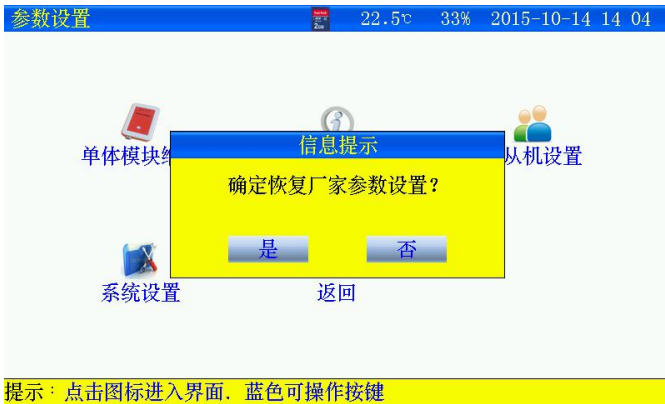 参数设置 22.5℃ 33% 2015-10-14 14 04
信息提示
单体模块
从机设置
确定恢复厂家参数设置?
是 否
系统设置 返回
提示:点击图标进入界面. 蓝色可操作按键